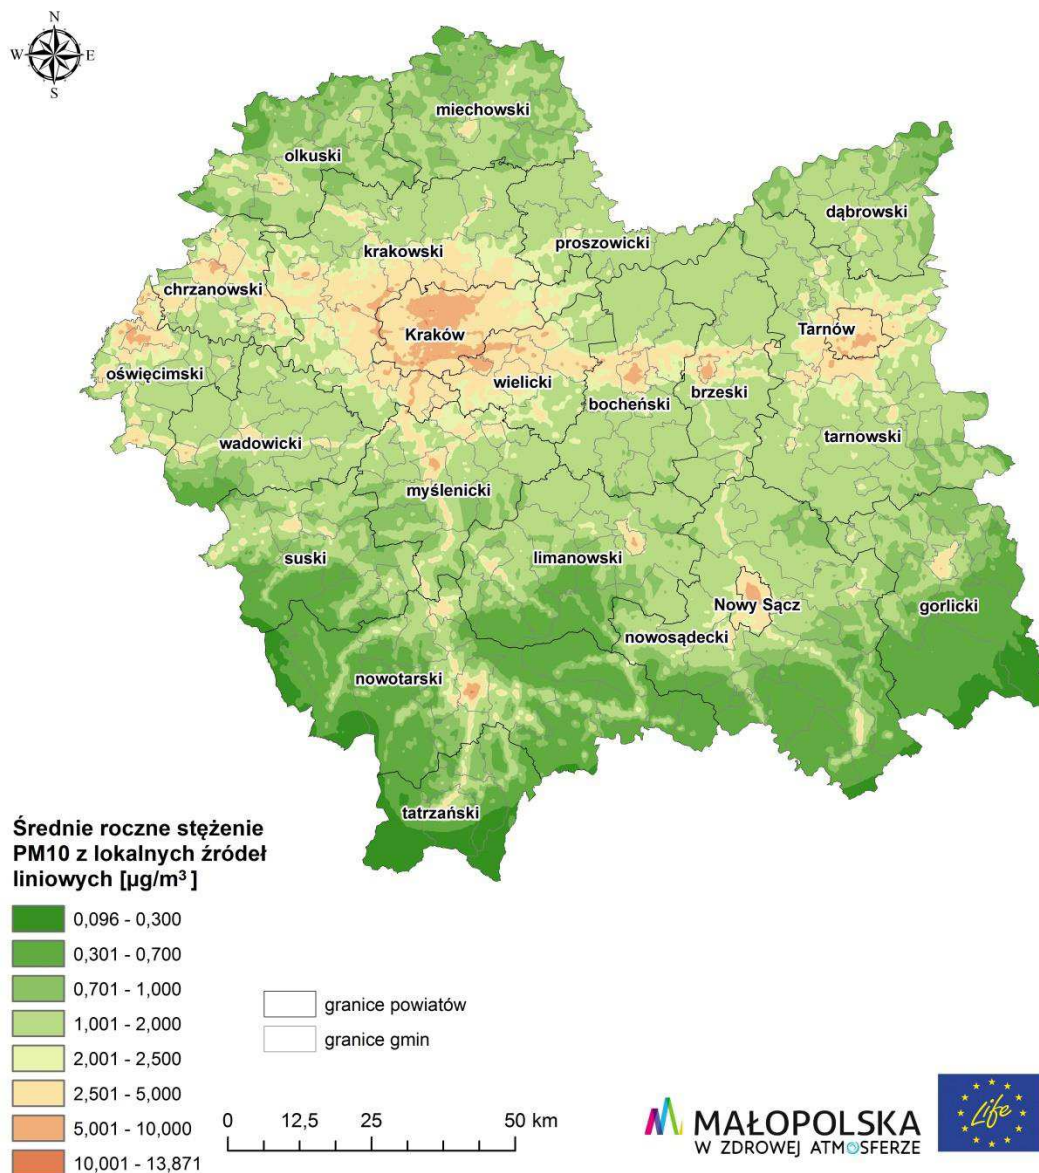 N
W E
S
miechowski
olkuski
dąbrowski
krakowski
proszowicki
chrzanowski
Kraków
Tarnów
oświęcimski
wielicki
bocheński
brzeski
wadowicki
tarnowski
myślenicki
suski
limanowski
Nowy Sącz
gorlicki
nowosądecki
nowotarski
tatrzański
Średnie roczne stężenie
PM10 z lokalnych źródeł
liniowych [µg/m³]
0,096 - 0,300
0,301 - 0,700
0,701 - 1,000
1,001 - 2,000
2,001 - 2,500
2,501 - 5,000
5,001 - 10,000
10,001 - 13,871
granice powiatów
granice gmin
0 12,5 25 50 km
MAŁOPOLSKA
W ZDROWEJ ATMOSFERZE
Life